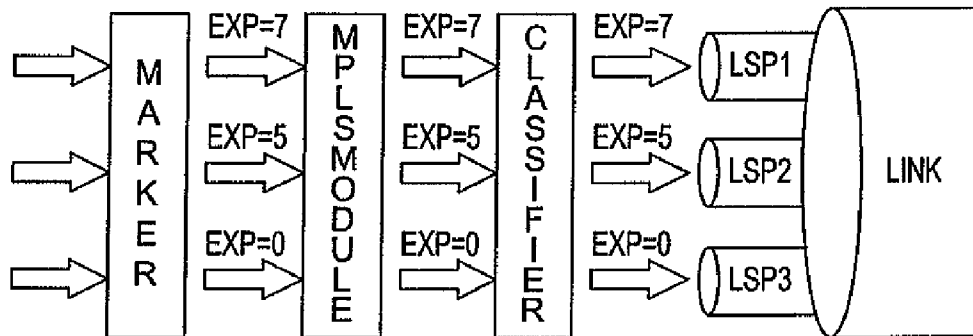 MARKER
EXP=7
EXP=5
EXP=0
MPLSMODULE
EXP=7
EXP=5
EXP=0
CLASSIFIER
EXP=7
EXP=5
EXP=0
LSP1
LSP2
LSP3
LINK